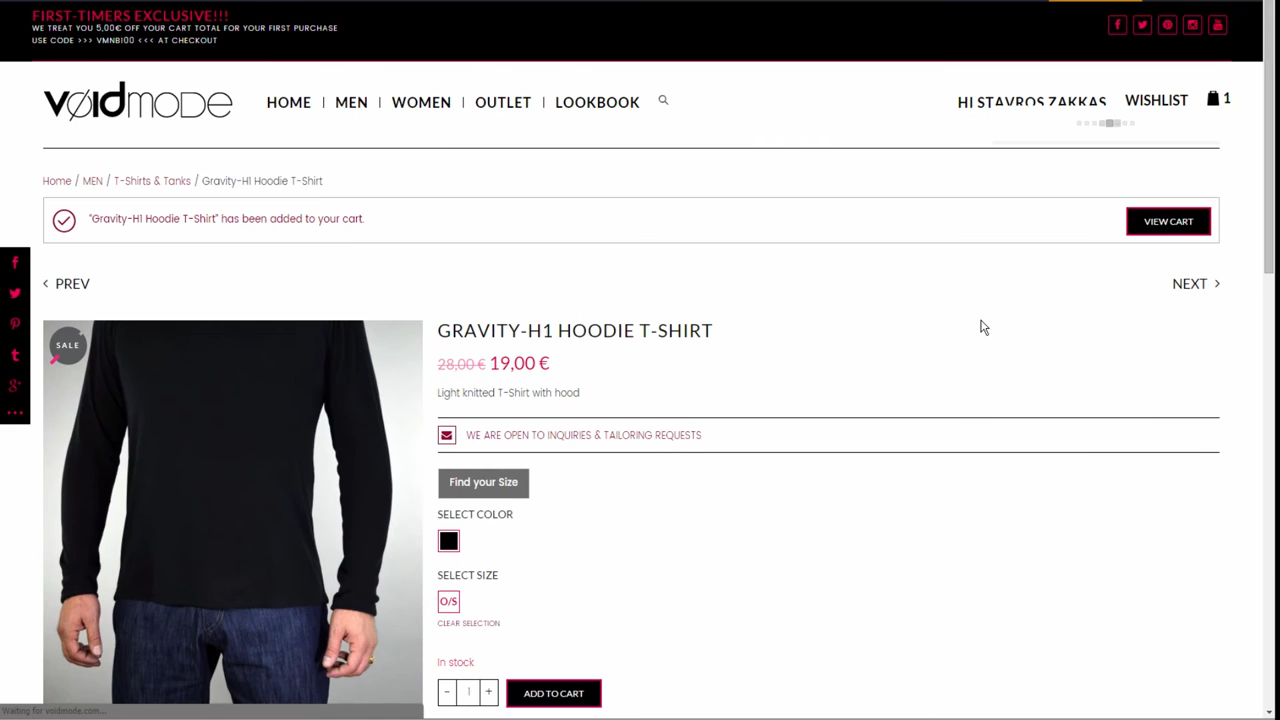 FIRST-TIMERS EXCLUSIVE!!!
WE TREAT YOU 5,00€ OFF YOUR CART TOTAL FOR YOUR FIRST PURCHASE
USE CODE >>> VMNB100 <<< AT CHECKOUT
vøidmode
HOME | MEN | WOMEN | OUTLET | LOOKBOOK
HI STAVROS ZAKKAS WISHLIST 1
Home / MEN / T-Shirts & Tanks / Gravity-H1 Hoodie T-Shirt
"Gravity-H1 Hoodie T-Shirt" has been added to your cart.
VIEW CART
PREV
NEXT
SALE
GRAVITY-H1 HOODIE T-SHIRT
28,00 € 19,00 €
Light knitted T-Shirt with hood
WE ARE OPEN TO INQUIRIES & TAILORING REQUESTS
Find your Size
SELECT COLOR
SELECT SIZE
O/S
CLEAR SELECTION
In stock
- 1 + ADD TO CART
Waiting for voidmode.com...